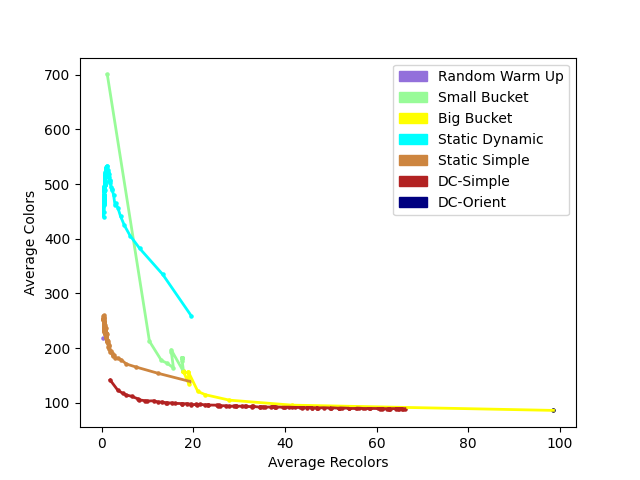 700
600
500
400
300
200
100
0
20
40
60
80
100
Average Colors
Average Recolors
Random Warm Up
Small Bucket
Big Bucket
Static Dynamic
Static Simple
DC-Simple
DC-Orient